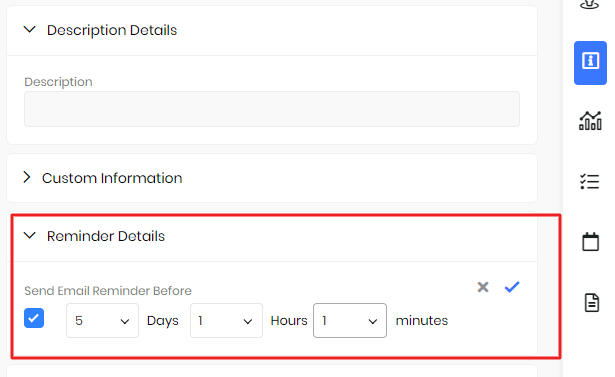 Description Details
Description
Custom Information
Reminder Details
Send Email Reminder Before
5 Days 1 Hours 1 minutes